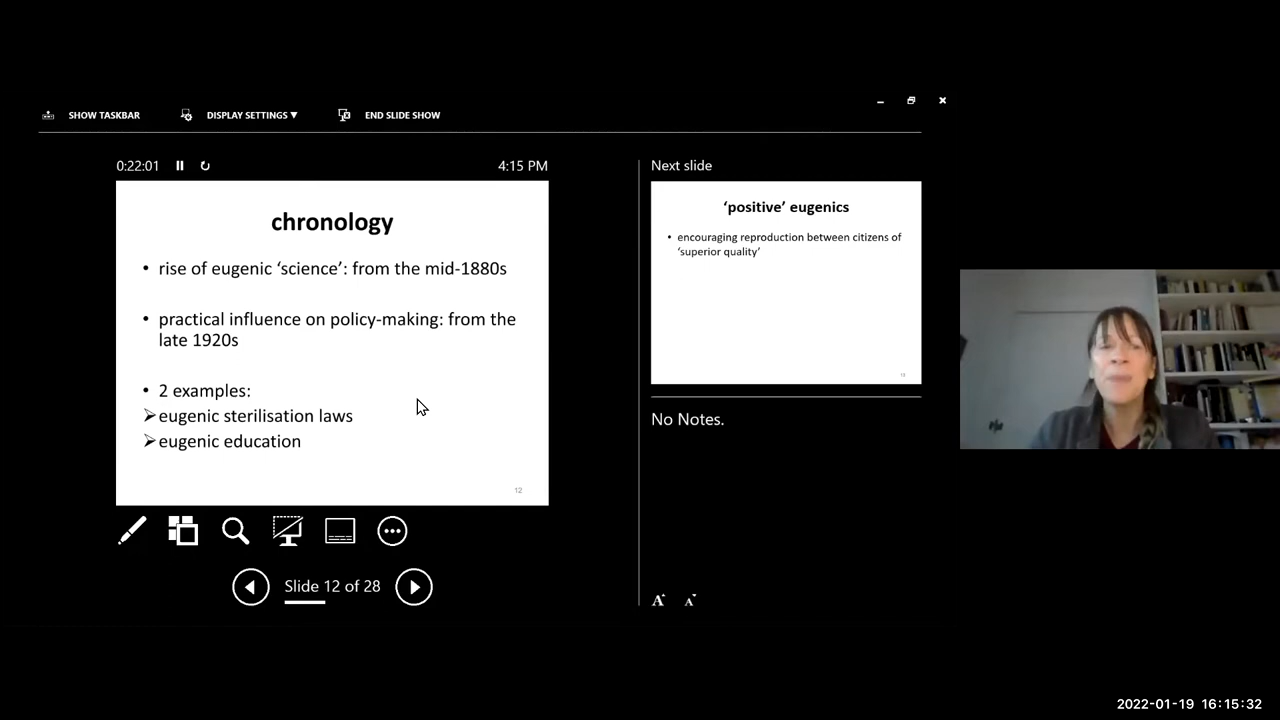 SHOW TASKBAR
DISPLAY SETTINGS ▼
END SLIDE SHOW
0:22:01
4:15 PM
chronology
• rise of eugenic ‘science’: from the mid-1880s
• practical influence on policy-making: from the
late 1920s
• 2 examples:
➢eugenic sterilisation laws
➢eugenic education
12
Slide 12 of 28
Next slide
‘positive’ eugenics
• encouraging reproduction between citizens of
‘superior quality’
13
No Notes.
A A
2022-01-19 16:15:32